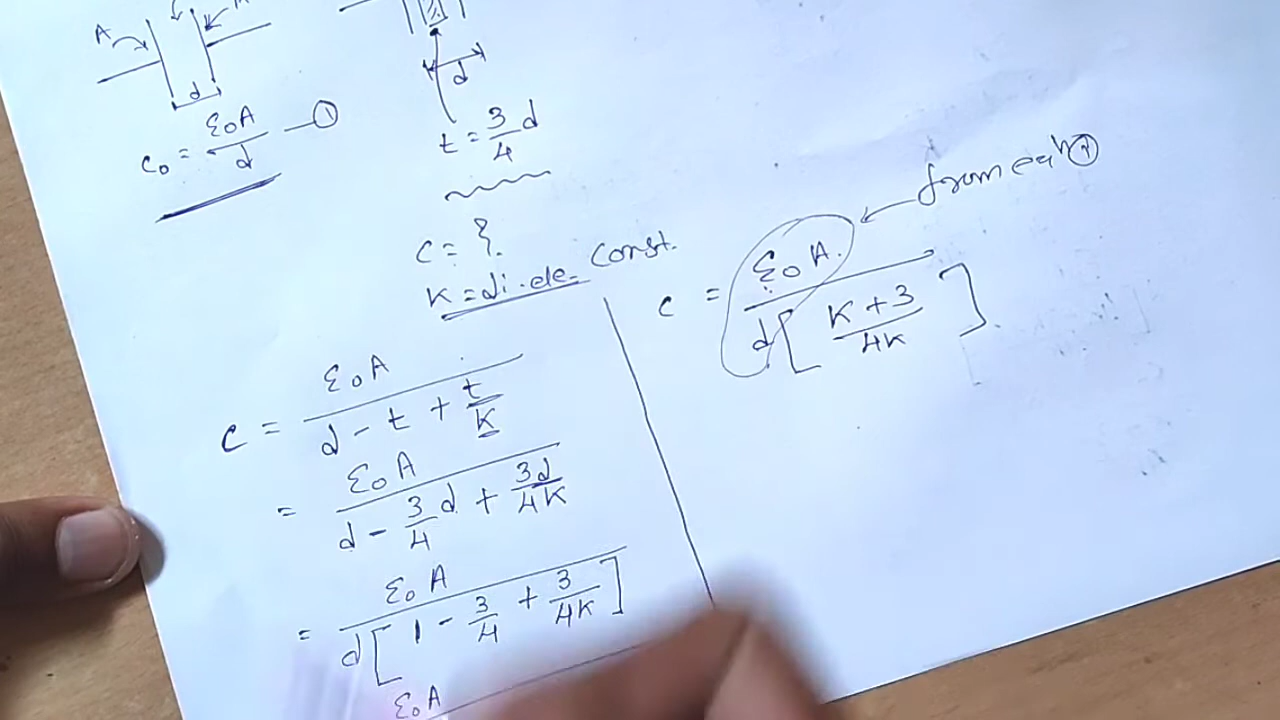 A
d
C₀ = ε₀A / d — ①
d
t = 3/4 d
C = ?
K = di-ele- Const.
C = ε₀A / (d - t + t/K)
= ε₀A / (d - 3/4 d + 3d/4K)
= ε₀A / (d[1 - 3/4 + 3/4K])
ε₀A
from eqⁿ ①
C = ε₀A. / (d[(K+3)/4K])